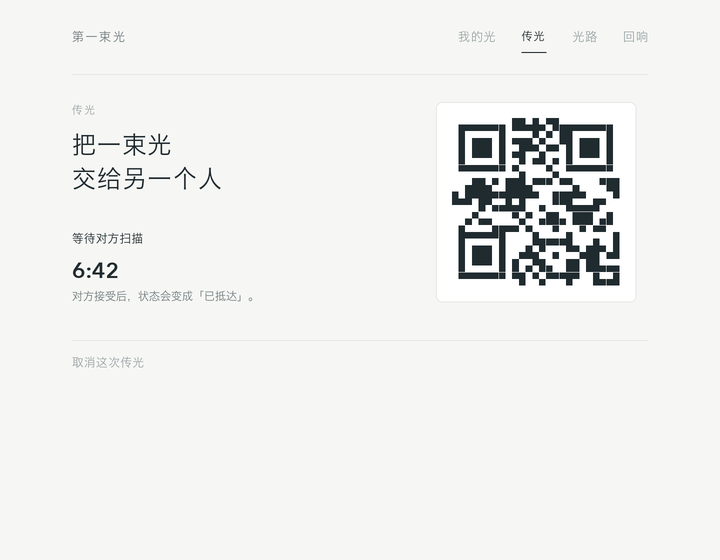 第一束光
我的光 传光 光路 回响
传光
把一束光
交给另一个人
等待对方扫描
6:42
对方接受后，状态会变成「已抵达」。
取消这次传光